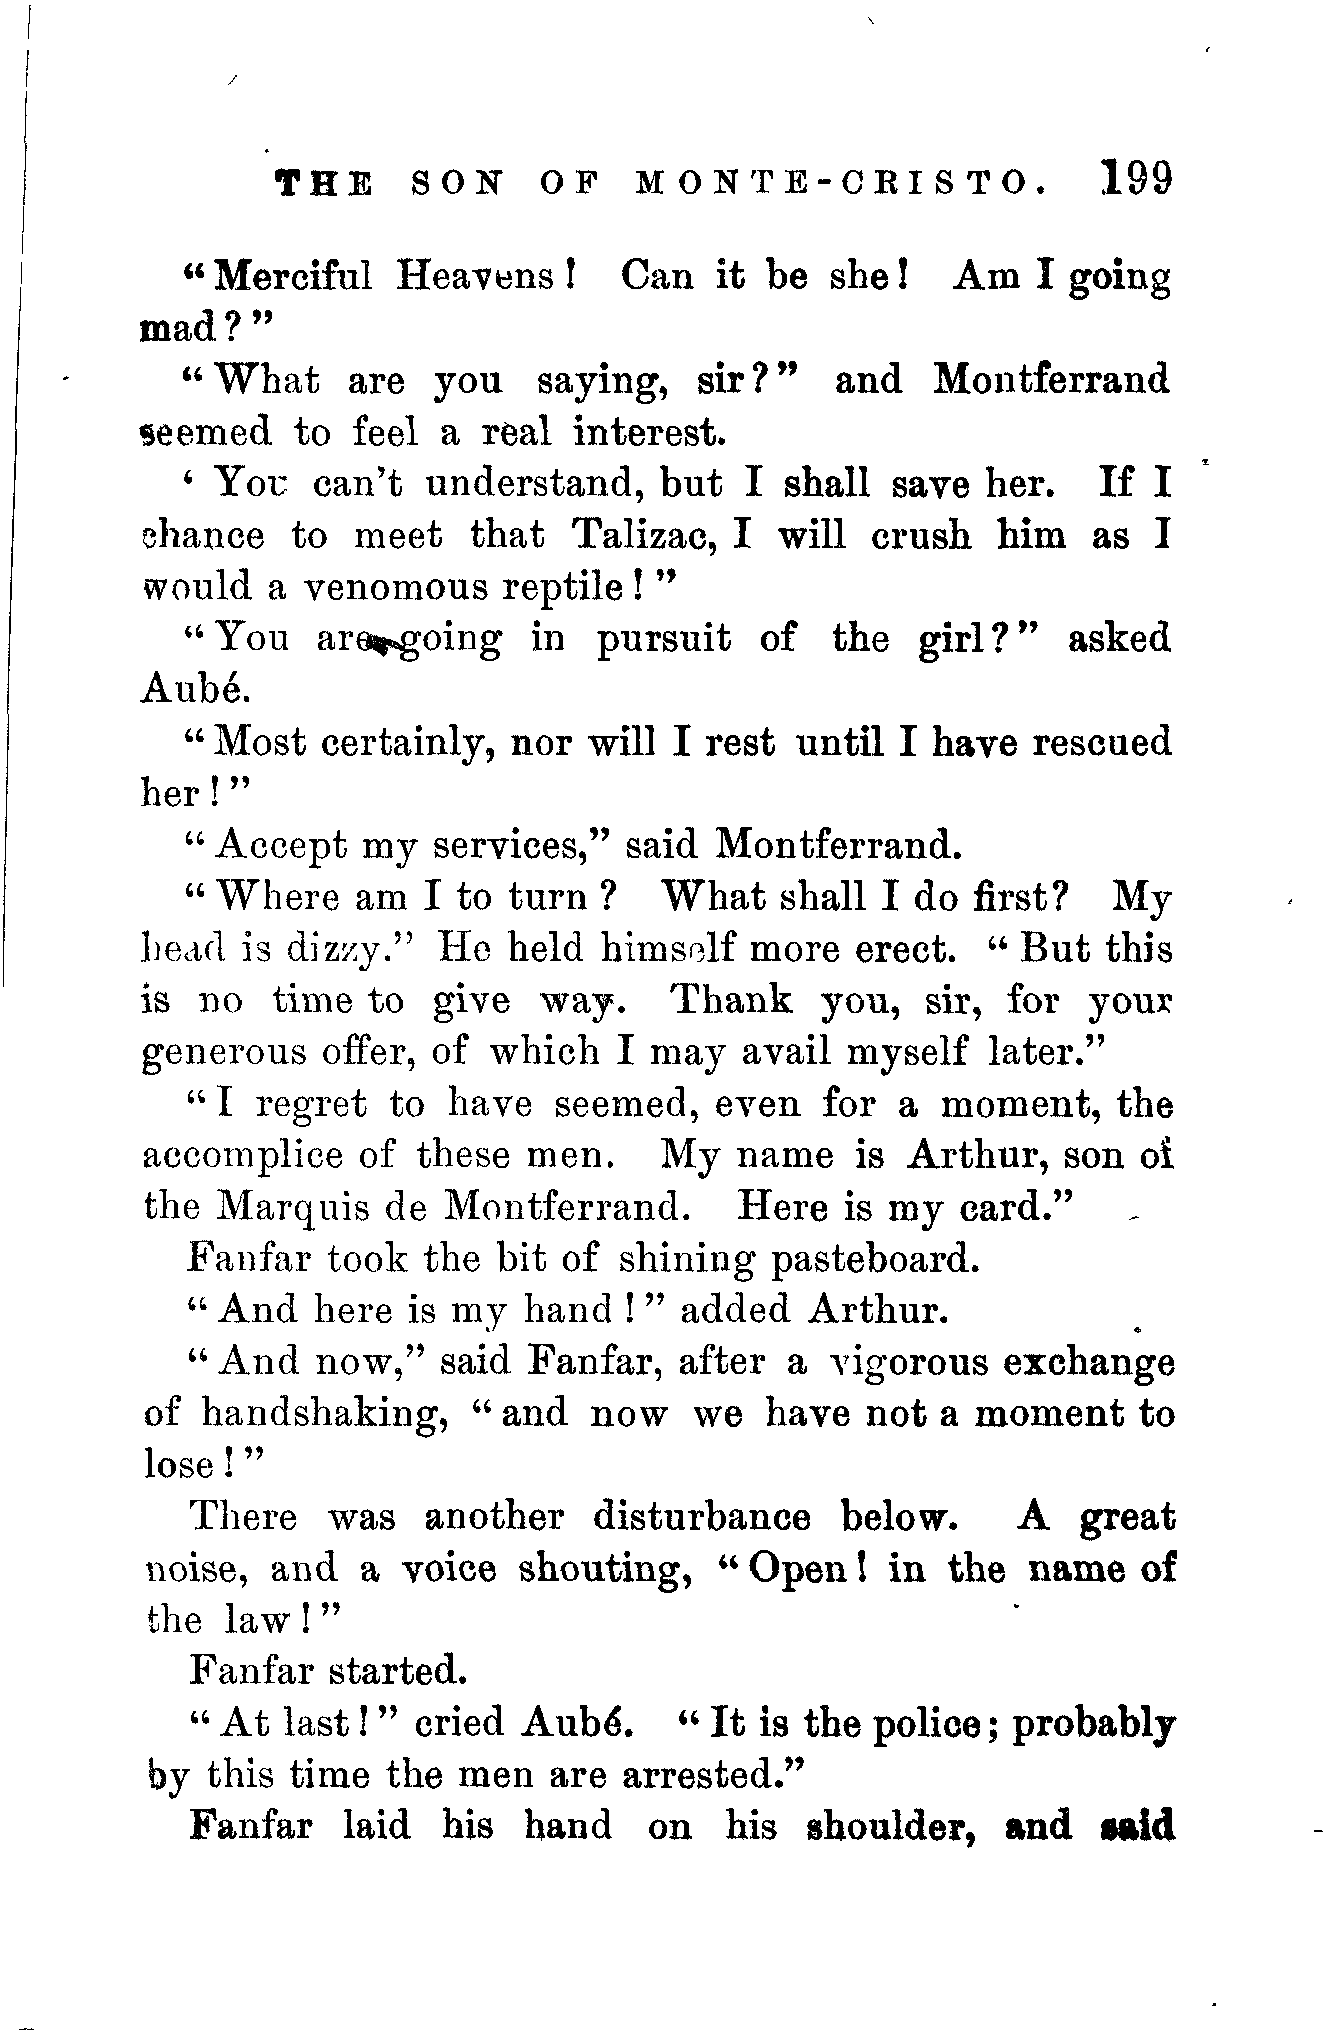 THE SON OF MONTE-CRISTO. 199
"Merciful Heavens! Can it be she! Am I going
mad?"
"What are you saying, sir?" and Montferrand
seemed to feel a real interest.
' You can't understand, but I shall save her. If I
chance to meet that Talizac, I will crush him as I
would a venomous reptile!"
"You are going in pursuit of the girl?" asked
Aubé.
"Most certainly, nor will I rest until I have rescued
her!"
"Accept my services," said Montferrand.
"Where am I to turn? What shall I do first? My
head is dizzy." He held himself more erect. "But this
is no time to give way. Thank you, sir, for your
generous offer, of which I may avail myself later."
"I regret to have seemed, even for a moment, the
accomplice of these men. My name is Arthur, son of
the Marquis de Montferrand. Here is my card."
Fanfar took the bit of shining pasteboard.
"And here is my hand!" added Arthur.
"And now," said Fanfar, after a vigorous exchange
of handshaking, "and now we have not a moment to
lose!"
There was another disturbance below. A great
noise, and a voice shouting, "Open! in the name of
the law!"
Fanfar started.
"At last!" cried Aubé. "It is the police; probably
by this time the men are arrested."
Fanfar laid his hand on his shoulder, and said